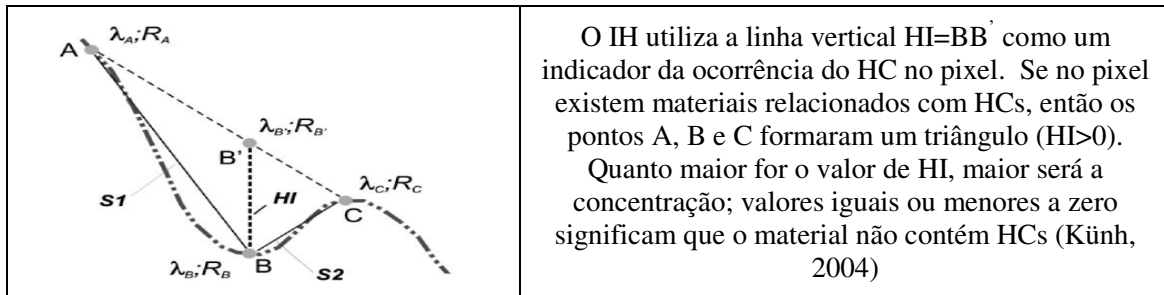 A
λA;RA
λB';RB'
B'
λC;RC
C
S1
HI
λB;RB
B
S2
O IH utiliza a linha vertical HI=BB' como um
indicador da ocorrência do HC no pixel. Se no pixel
existem materiais relacionados com HCs, então os
pontos A, B e C formaram um triângulo (HI>0).
Quanto maior for o valor de HI, maior será a
concentração; valores iguais ou menores a zero
significam que o material não contém HCs (Künh,
2004)